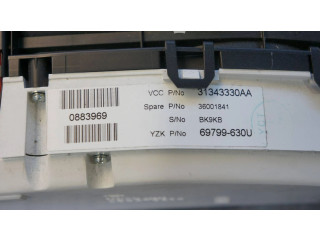 VCC P/No 31343330AA
Spare P/No 36001841
S/No BK9KB
YZK P/No 69799-630U
0883969